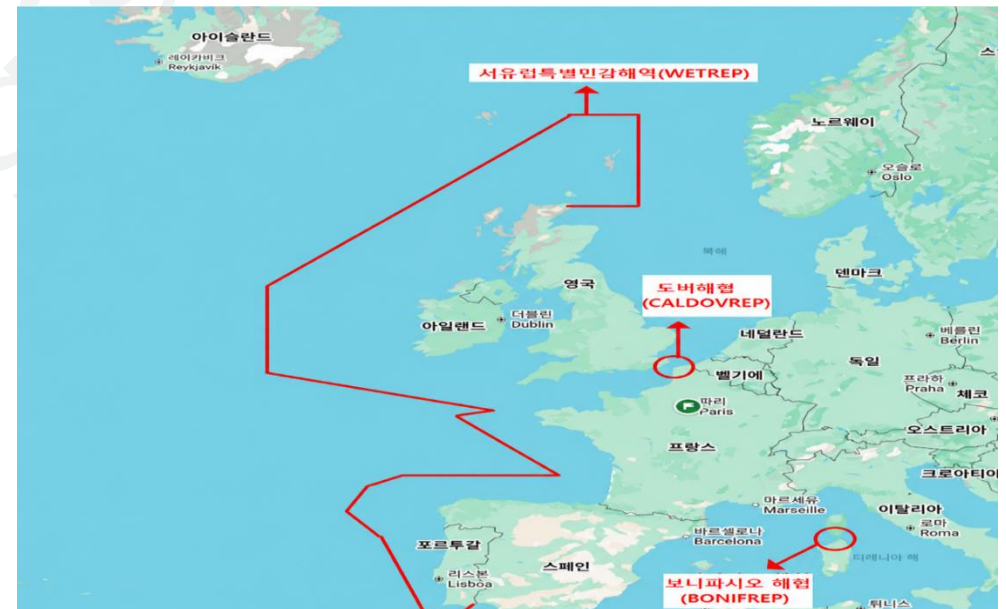 아이슬란드
레이캬비크
Reykjavik
서유럽특별민감해역(WETREP)
노르웨이
오슬로
Oslo
스
북해
영국
도버해협
(CALDOVREP)
덴마크
아일랜드
더블린
Dublin
네덜란드
베를린
Berlin
독일
벨기에
프라하
Praha
체코
파리
Paris
오스트리아
프랑스
크로아티아
마르세유
Marseille
이탈리아
로마
Roma
바르셀로나
Barcelona
포르투갈
티레니아 해
스페인
리스본
Lisboa
보니파시오 해협
(BONIFREP)
튀니스